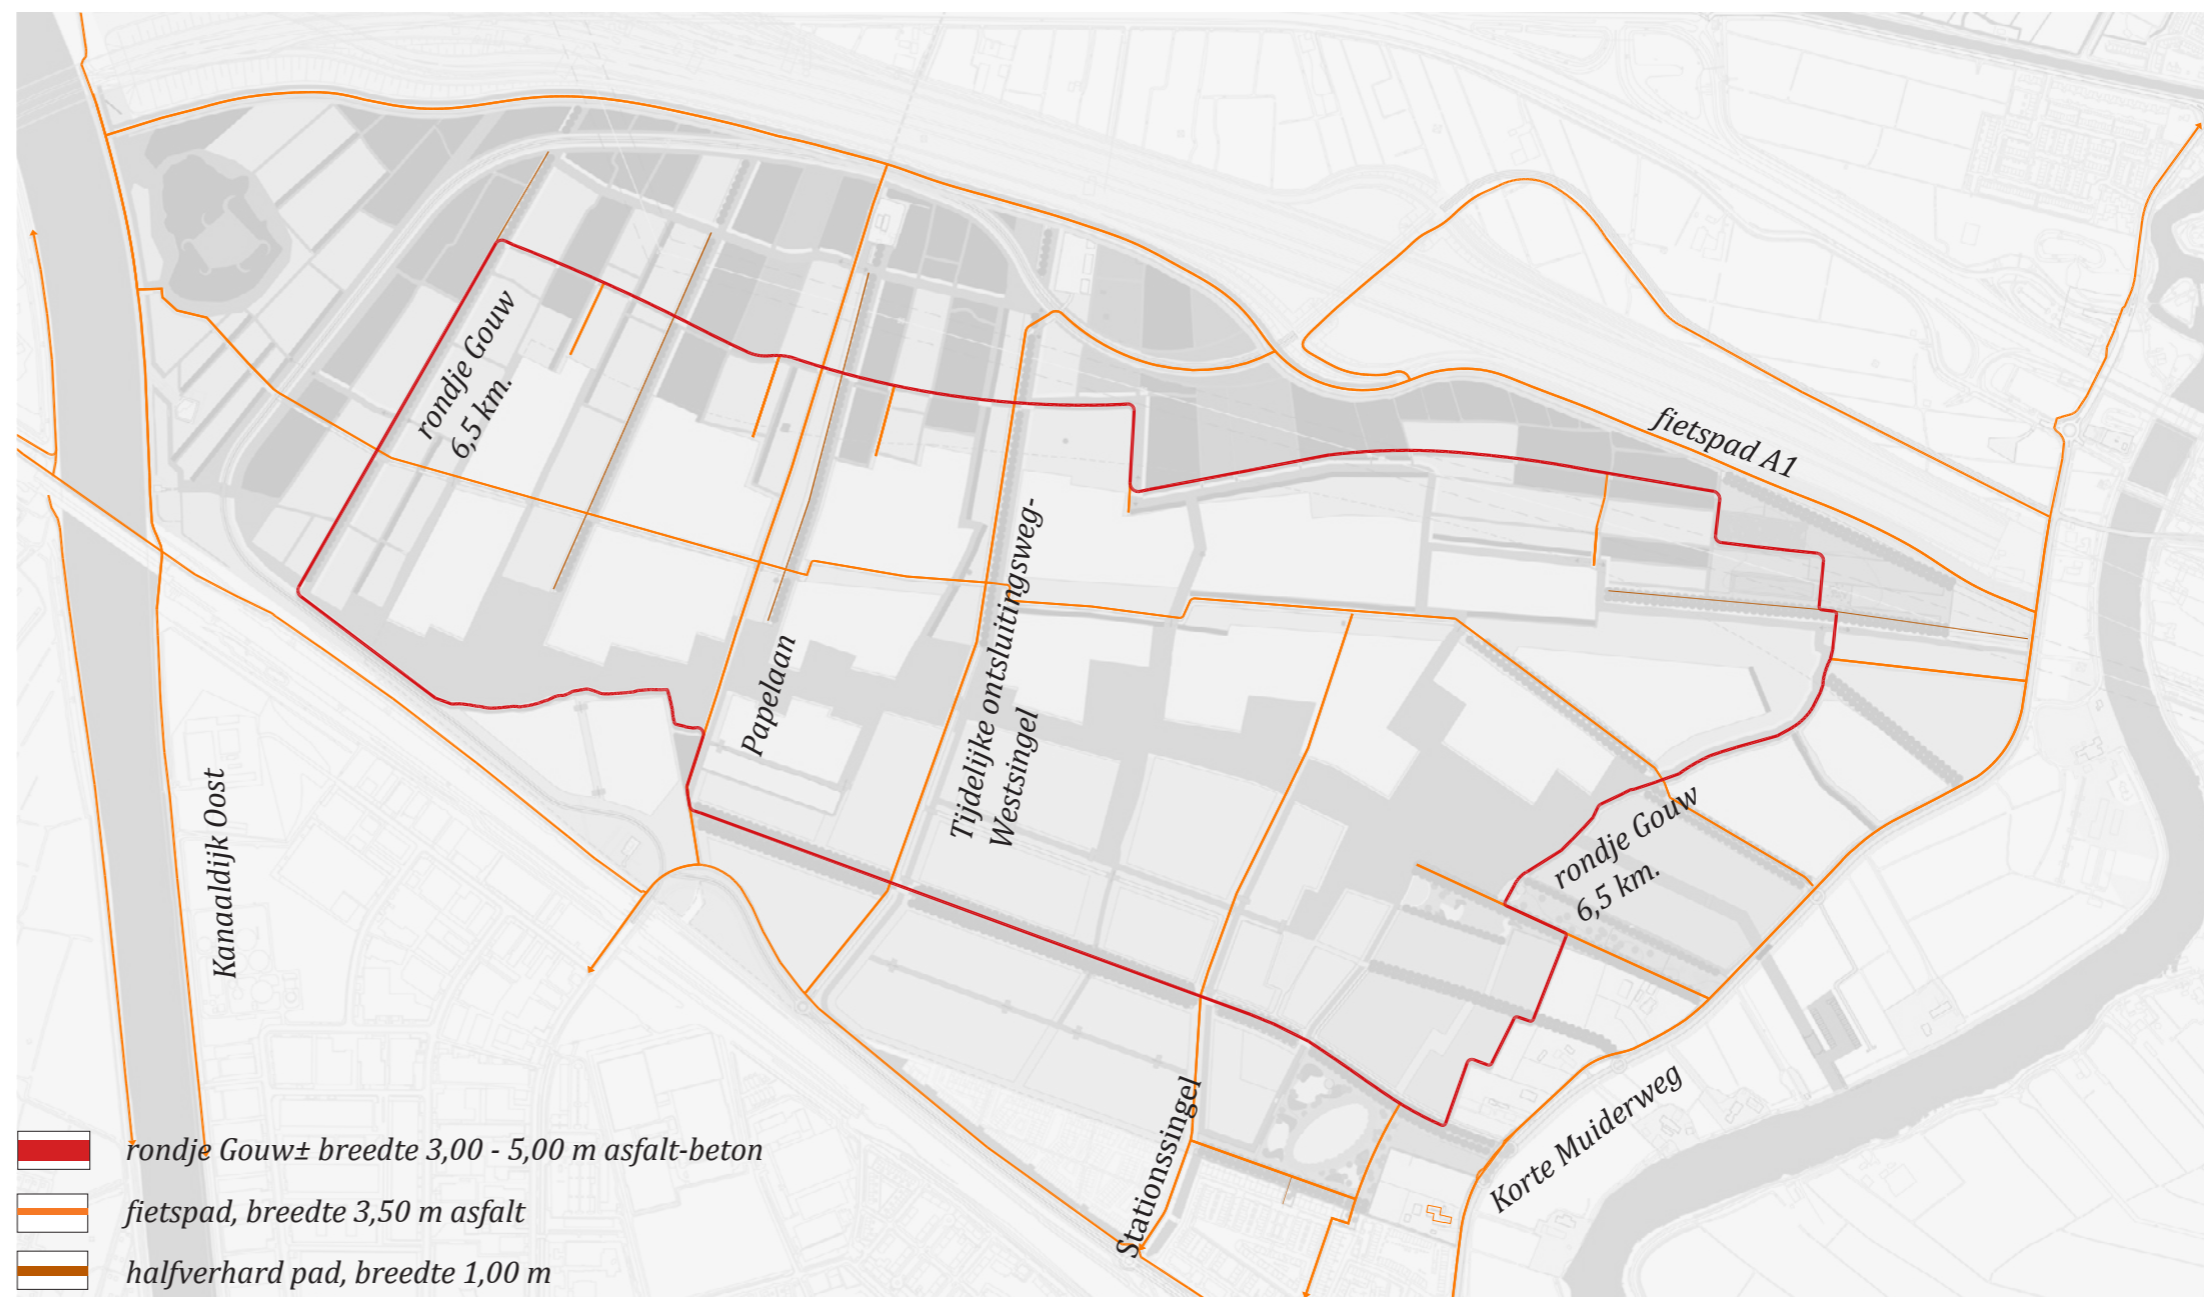 rondje Gouw
6,5 km.
fietspad A1
Tijdelijke ontsluitingsweg-
Westsingel
Papelaan
Kanaaldijk Oost
rondje Gouw
6,5 km.
Stationssingel
Korte Muiderweg
rondje Gouw± breedte 3,00 - 5,00 m asfalt-beton
fietspad, breedte 3,50 m asfalt
halfverhard pad, breedte 1,00 m